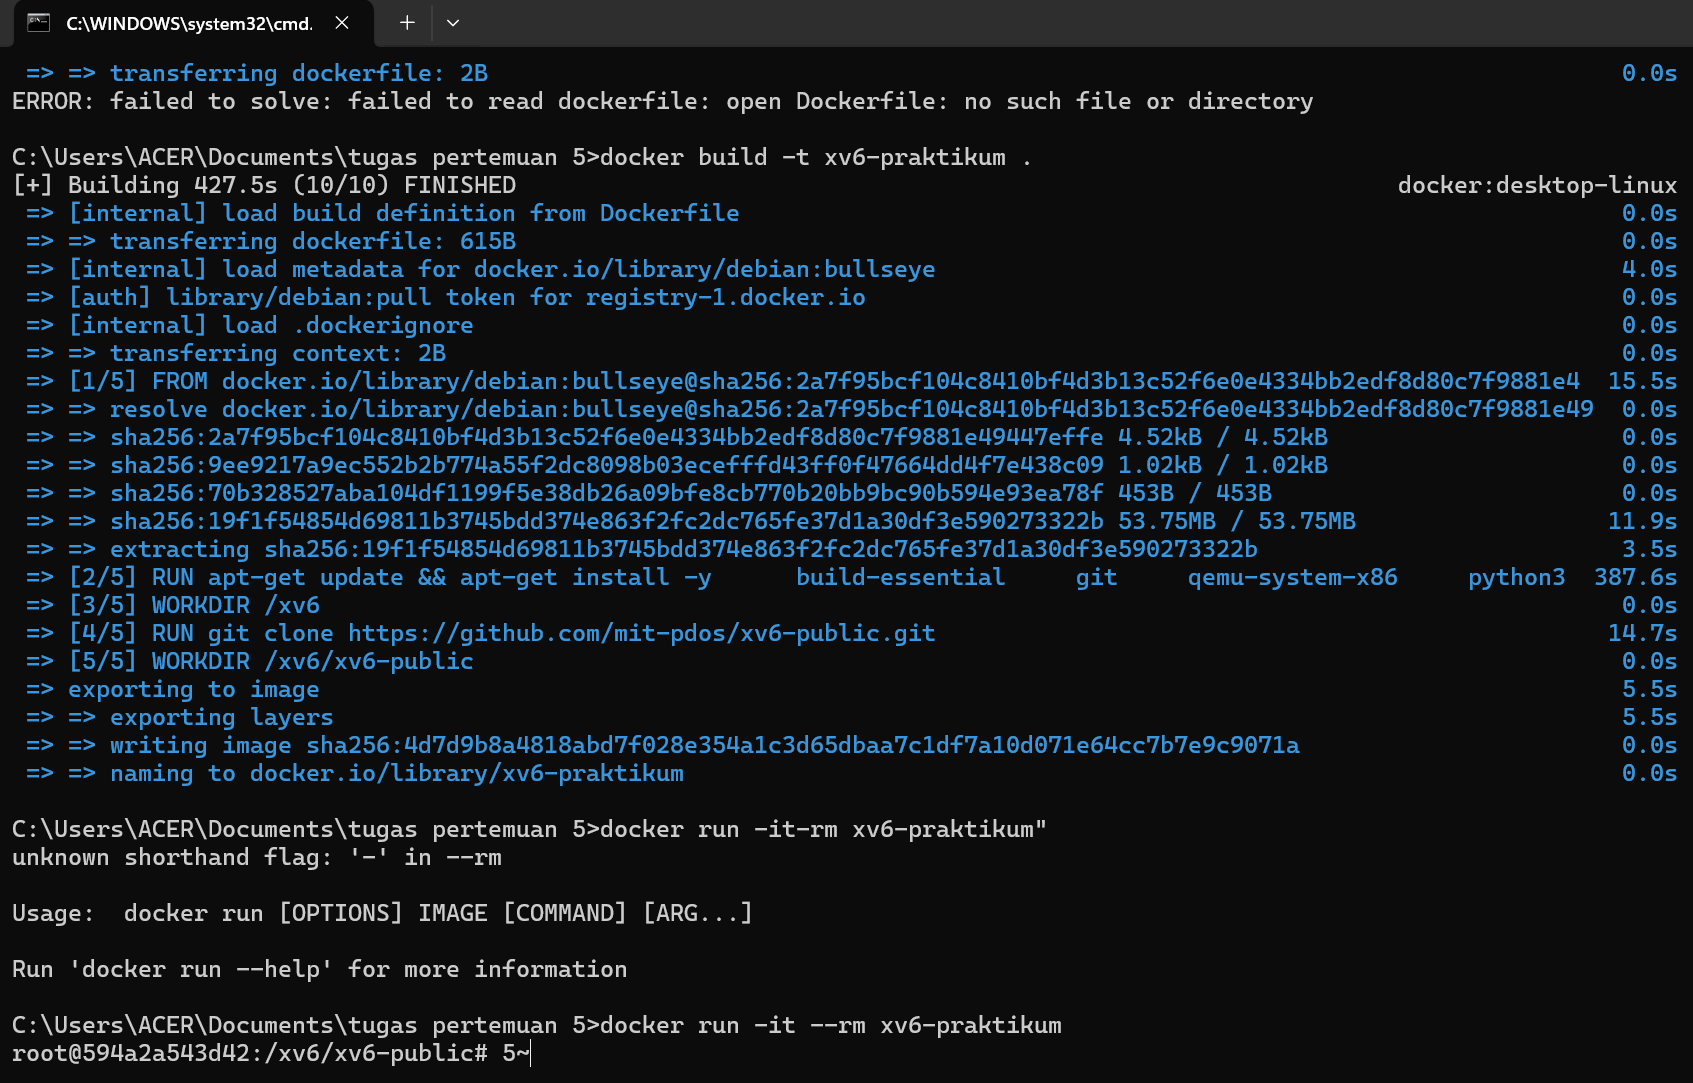 C:\WINDOWS\system32\cmd.
=> => transferring dockerfile: 2B 0.0s
ERROR: failed to solve: failed to read dockerfile: open Dockerfile: no such file or directory
C:\Users\ACER\Documents\tugas pertemuan 5>docker build -t xv6-praktikum .
[+] Building 427.5s (10/10) FINISHED docker:desktop-linux
=> [internal] load build definition from Dockerfile 0.0s
=> => transferring dockerfile: 615B 0.0s
=> [internal] load metadata for docker.io/library/debian:bullseye 4.0s
=> [auth] library/debian:pull token for registry-1.docker.io 0.0s
=> [internal] load .dockerignore 0.0s
=> => transferring context: 2B 0.0s
=> [1/5] FROM docker.io/library/debian:bullseye@sha256:2a7f95bcf104c8410bf4d3b13c52f6e0e4334bb2edf8d80c7f9881e4 15.5s
=> => resolve docker.io/library/debian:bullseye@sha256:2a7f95bcf104c8410bf4d3b13c52f6e0e4334bb2edf8d80c7f9881e49 0.0s
=> => sha256:2a7f95bcf104c8410bf4d3b13c52f6e0e4334bb2edf8d80c7f9881e49447effe 4.52kB / 4.52kB 0.0s
=> => sha256:9ee9217a9ec552b2b774a55f2dc8098b03ecefffd43ff0f47664dd4f7e438c09 1.02kB / 1.02kB 0.0s
=> => sha256:70b328527aba104df1199f5e38db26a09bfe8cb770b20bb9bc90b594e93ea78f 453B / 453B 0.0s
=> => sha256:19f1f54854d69811b3745bdd374e863f2fc2dc765fe37d1a30df3e590273322b 53.75MB / 53.75MB 11.9s
=> => extracting sha256:19f1f54854d69811b3745bdd374e863f2fc2dc765fe37d1a30df3e590273322b 3.5s
=> [2/5] RUN apt-get update && apt-get install -y build-essential git qemu-system-x86 python3 387.6s
=> [3/5] WORKDIR /xv6 0.0s
=> [4/5] RUN git clone https://github.com/mit-pdos/xv6-public.git 14.7s
=> [5/5] WORKDIR /xv6/xv6-public 0.0s
=> exporting to image 5.5s
=> => exporting layers 5.5s
=> => writing image sha256:4d7d9b8a4818abd7f028e354a1c3d65dbaa7c1df7a10d071e64cc7b7e9c9071a 0.0s
=> => naming to docker.io/library/xv6-praktikum 0.0s
C:\Users\ACER\Documents\tugas pertemuan 5>docker run -it-rm xv6-praktikum"
unknown shorthand flag: '-' in --rm
Usage:  docker run [OPTIONS] IMAGE [COMMAND] [ARG...]
Run 'docker run --help' for more information
C:\Users\ACER\Documents\tugas pertemuan 5>docker run -it --rm xv6-praktikum
root@594a2a543d42:/xv6/xv6-public# 5~